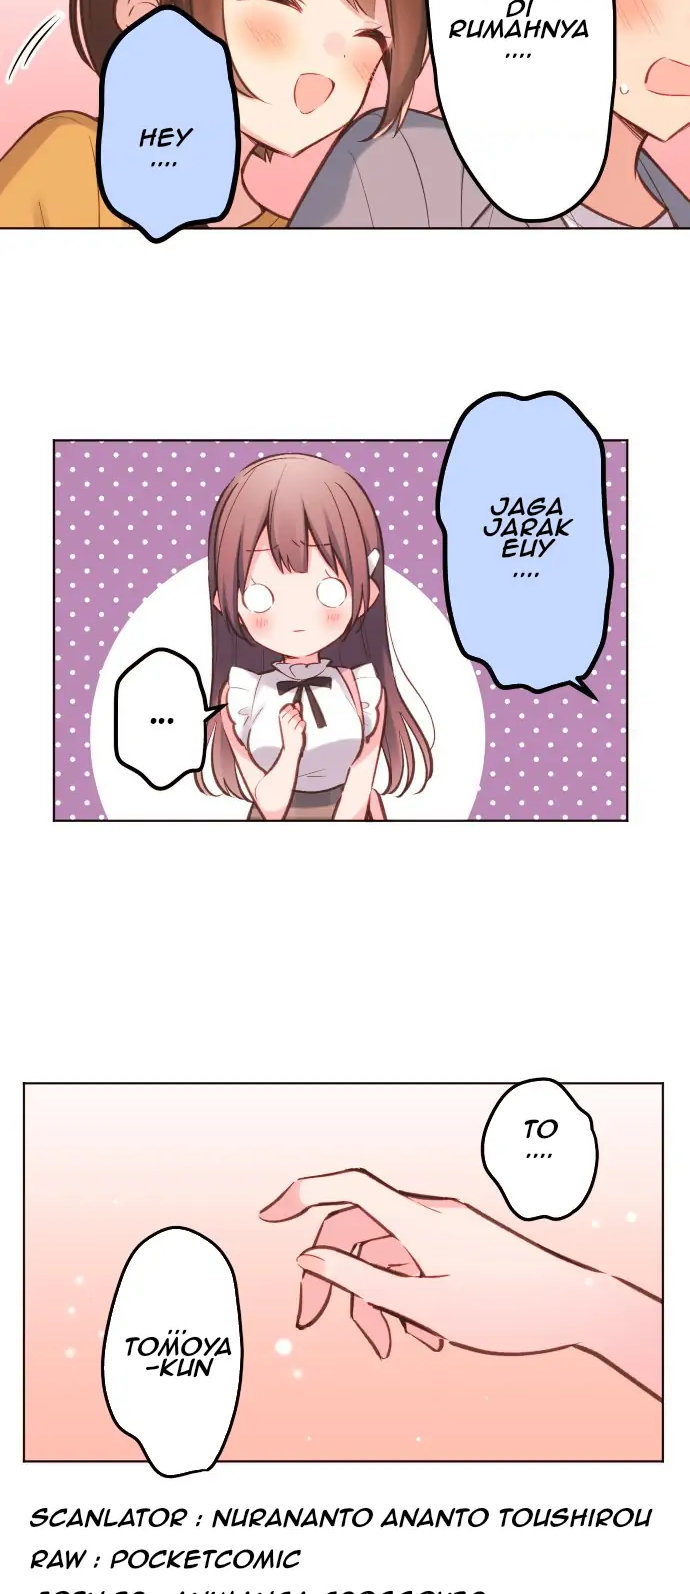 DI
RUMAHNYA
....
HEY
....
JAGA
JARAK
EUY
....
...
TO
....
...
TOMOYA
-KUN
SCANLATOR : NURANANTO ANANTO TOUSHIROU
RAW : POCKETCOMIC